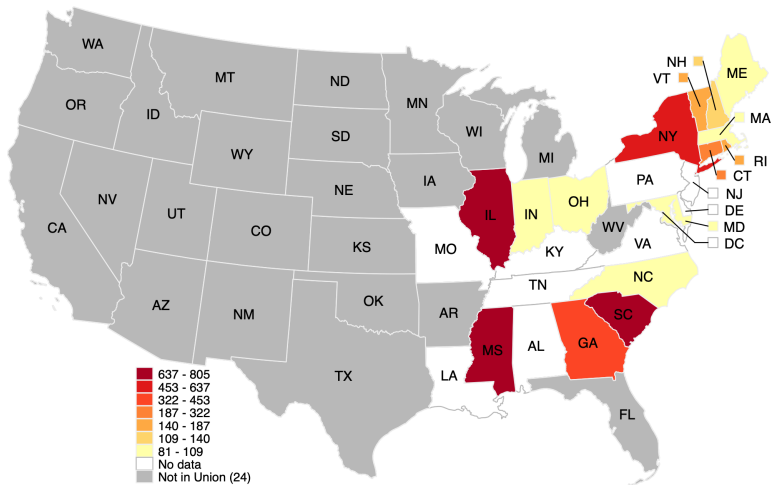 WA
MT
ND
MN
OR
ID
SD
WI
MI
WY
IA
NE
NV
UT
CO
CA
KS
AZ
NM
OK
TX
MO
AR
LA
IL
IN
OH
KY
TN
MS
AL
GA
FL
SC
NC
VA
WV
PA
NY
VT
NH
ME
MA
RI
CT
NJ
DE
MD
DC
637 - 805
453 - 637
322 - 453
187 - 322
140 - 187
109 - 140
81 - 109
No data
Not in Union (24)